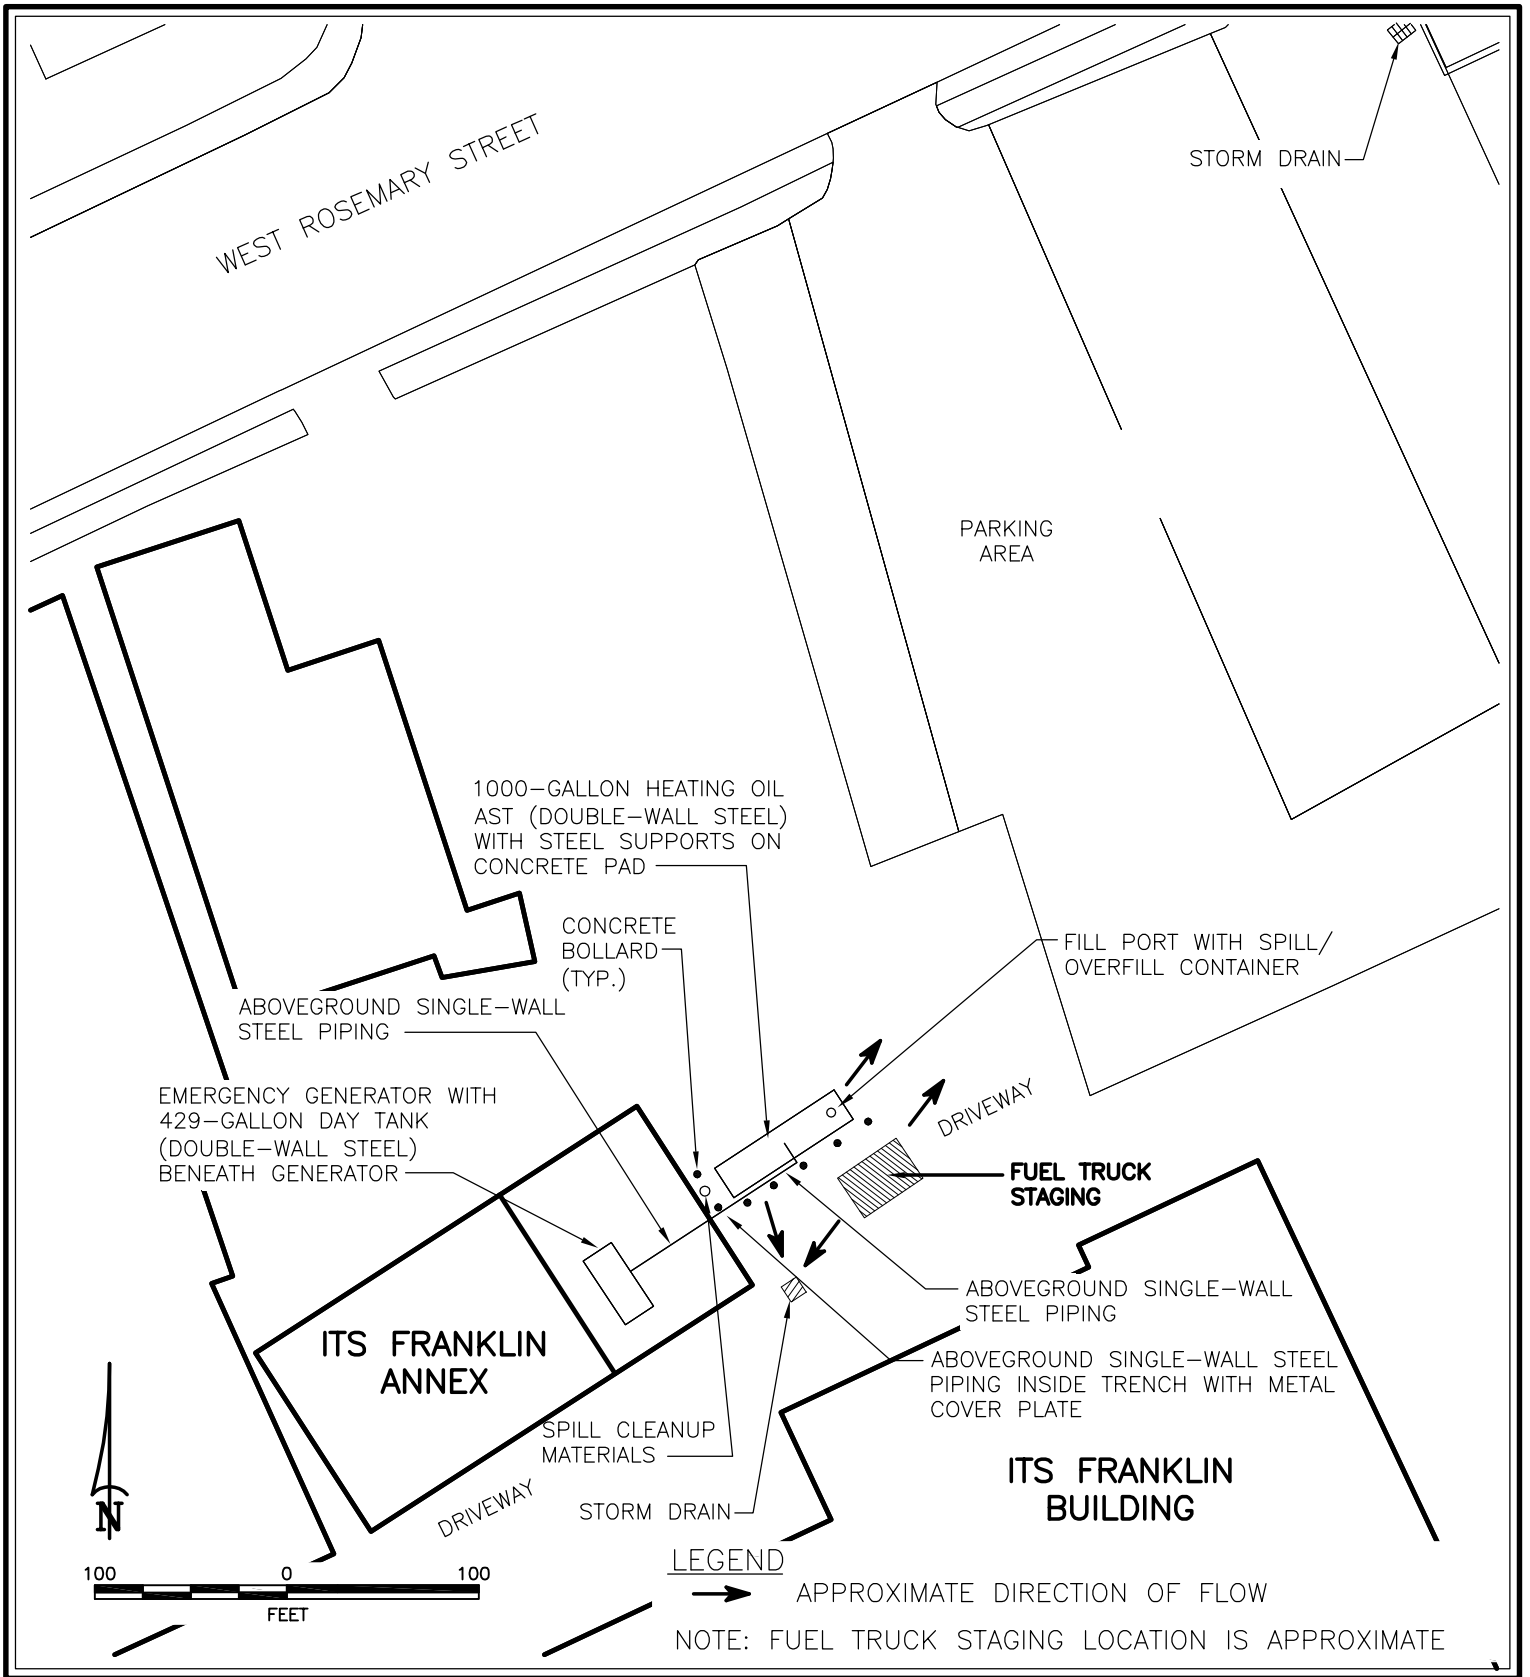 STORM DRAIN
WEST ROSEMARY STREET
PARKING
AREA
1000-GALLON HEATING OIL
AST (DOUBLE-WALL STEEL)
WITH STEEL SUPPORTS ON
CONCRETE PAD
CONCRETE
BOLLARD
(TYP.)
FILL PORT WITH SPILL/
OVERFILL CONTAINER
ABOVEGROUND SINGLE-WALL
STEEL PIPING
EMERGENCY GENERATOR WITH
429-GALLON DAY TANK
(DOUBLE-WALL STEEL)
BENEATH GENERATOR
DRIVEWAY
FUEL TRUCK
STAGING
ABOVEGROUND SINGLE-WALL
STEEL PIPING
ITS FRANKLIN
ANNEX
ABOVEGROUND SINGLE-WALL STEEL
PIPING INSIDE TRENCH WITH METAL
COVER PLATE
SPILL CLEANUP
MATERIALS
ITS FRANKLIN
BUILDING
DRIVEWAY
STORM DRAIN
N
100 0 100
FEET
LEGEND
APPROXIMATE DIRECTION OF FLOW
NOTE: FUEL TRUCK STAGING LOCATION IS APPROXIMATE